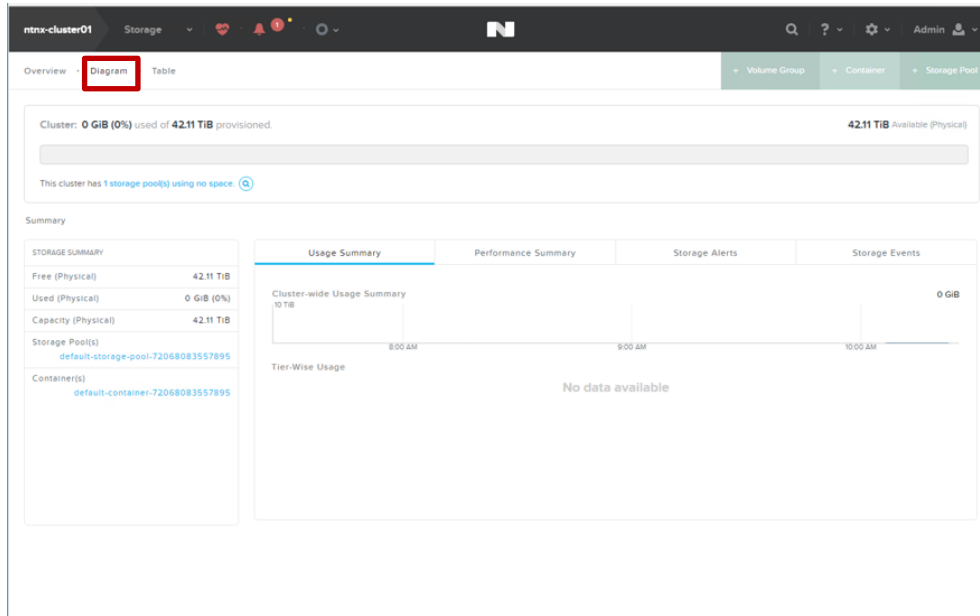 ntnx-cluster01 Storage 1 ? Admin
Overview · Diagram Table + Volume Group + Container + Storage Pool
Cluster: 0 GiB (0%) used of 42.11 TiB provisioned. 42.11 TiB Available (Physical)
This cluster has 1 storage pool(s) using no space.
Summary
STORAGE SUMMARY
Free (Physical) 42.11 TiB
Used (Physical) 0 GiB (0%)
Capacity (Physical) 42.11 TiB
Storage Pool(s)
default-storage-pool-72068083557895
Container(s)
default-container-72068083557895
Usage Summary Performance Summary Storage Alerts Storage Events
Cluster-wide Usage Summary 0 GiB
10 TiB
8:00 AM 9:00 AM 10:00 AM
Tier-Wise Usage
No data available